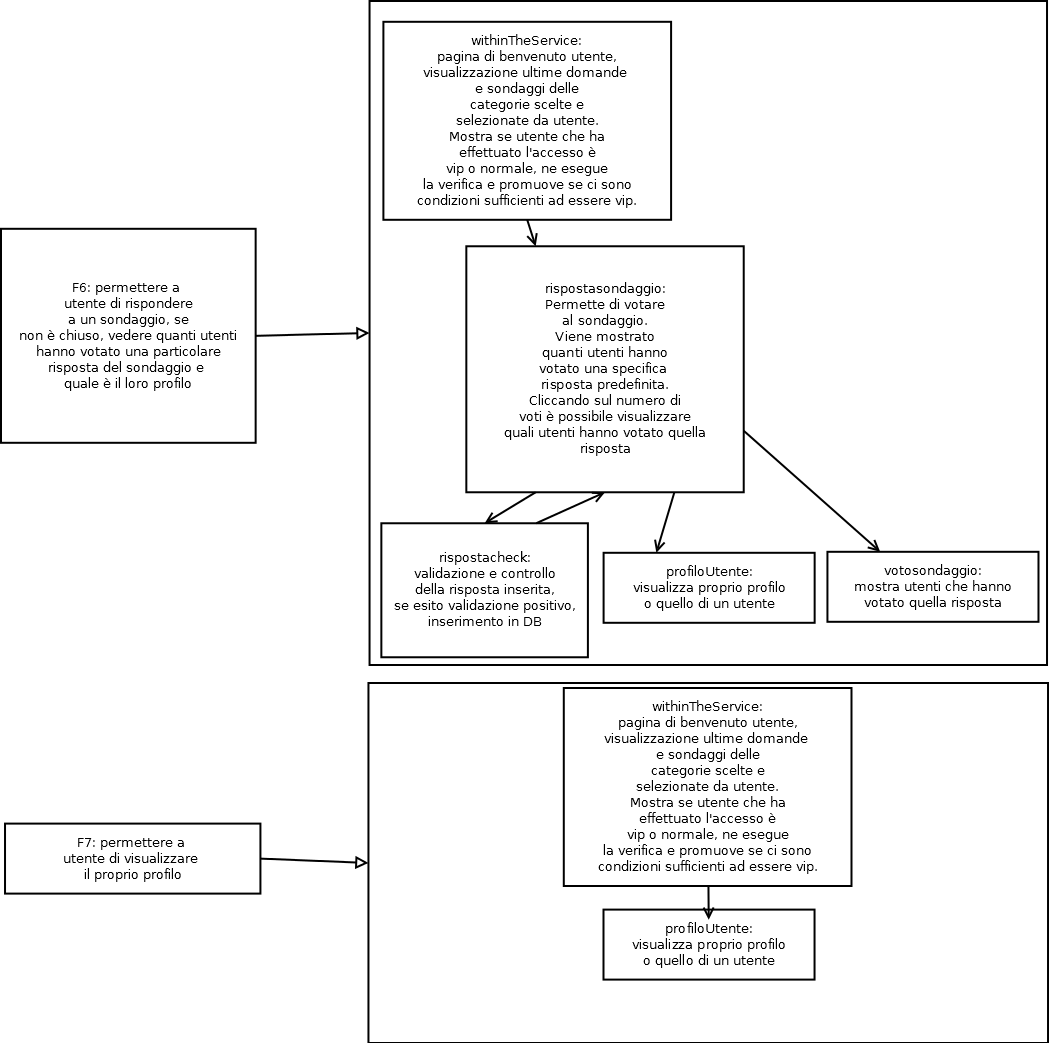 withinTheService:
pagina di benvenuto utente,
visualizzazione ultime domande
e sondaggi delle
categorie scelte e
selezionate da utente.
Mostra se utente che ha
effettuato l'accesso è
vip o normale, ne esegue
la verifica e promuove se ci sono
condizioni sufficienti ad essere vip.
F6: permettere a
utente di rispondere
a un sondaggio, se
non è chiuso, vedere quanti utenti
hanno votato una particolare
risposta del sondaggio e
quale è il loro profilo
rispostasondaggio:
Permette di votare
al sondaggio.
Viene mostrato
quanti utenti hanno
votato una specifica
risposta predefinita.
Cliccando sul numero di
voti è possibile visualizzare
quali utenti hanno votato quella
risposta
rispostacheck:
validazione e controllo
della risposta inserita,
se esito validazione positivo,
inserimento in DB
profiloUtente:
visualizza proprio profilo
o quello di un utente
votosondaggio:
mostra utenti che hanno
votato quella risposta
withinTheService:
pagina di benvenuto utente,
visualizzazione ultime domande
e sondaggi delle
categorie scelte e
selezionate da utente.
Mostra se utente che ha
effettuato l'accesso è
vip o normale, ne esegue
la verifica e promuove se ci sono
condizioni sufficienti ad essere vip.
F7: permettere a
utente di visualizzare
il proprio profilo
profiloUtente:
visualizza proprio profilo
o quello di un utente